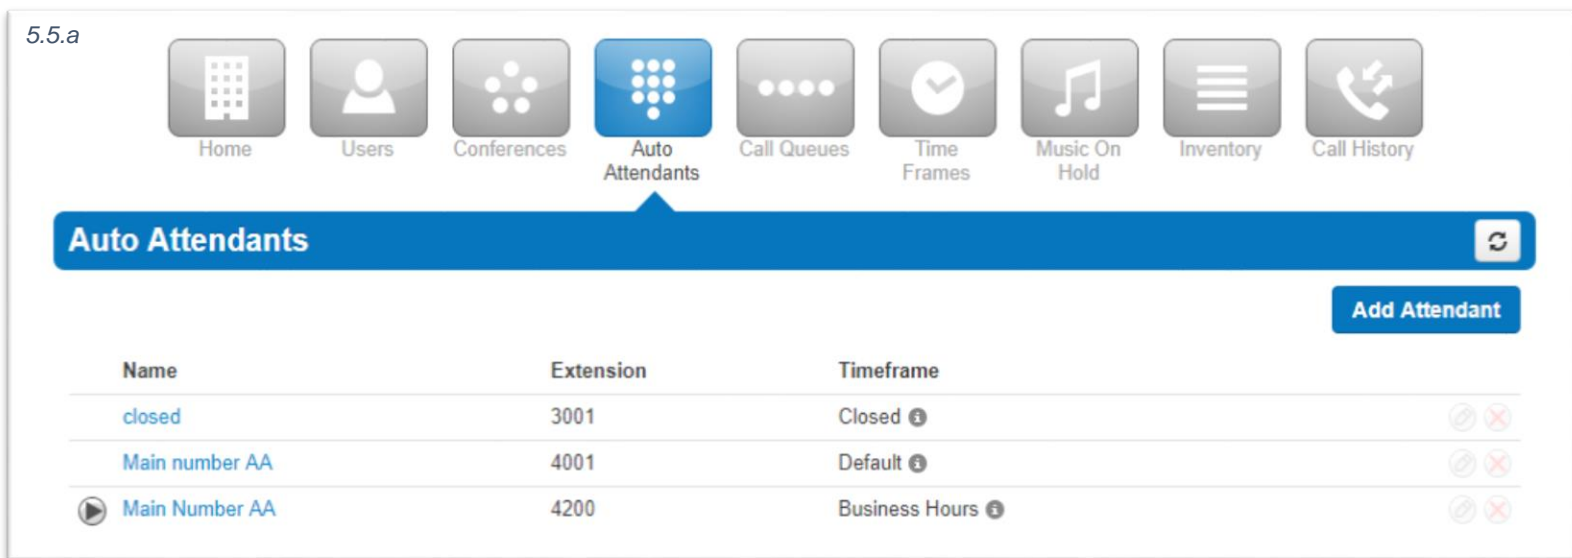 5.5.a
Home Users Conferences Auto Attendants Call Queues Time Frames Music On Hold Inventory Call History
Auto Attendants
Add Attendant
Name Extension Timeframe
closed 3001 Closed
Main number AA 4001 Default
Main Number AA 4200 Business Hours